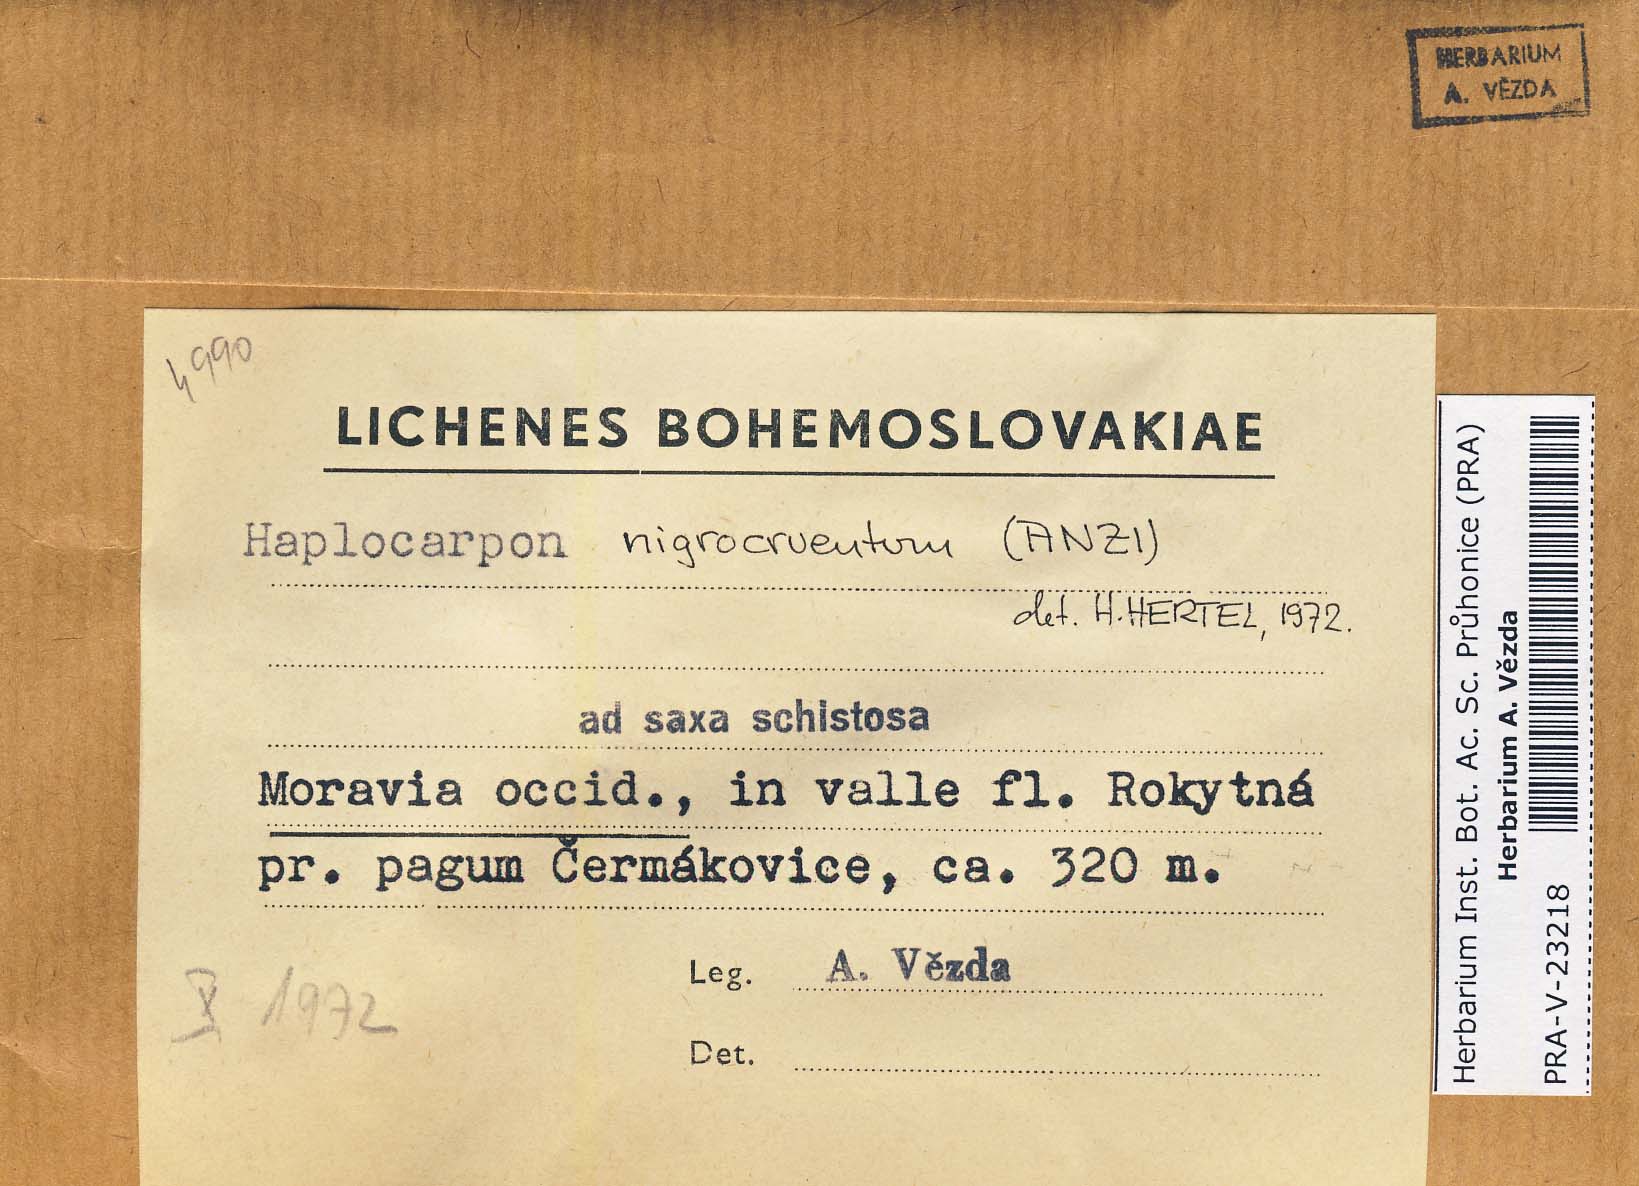 HERBARIUM
A. VĚZDA
4990
LICHENES BOHEMOSLOVAKIAE
Haplocarpon nigrocruentum (ANZI)
det. H. HERTEL, 1972.
ad saxa schistosa
Moravia occid., in valle fl. Rokytná
pr. pagum Čermákovice, ca. 320 m.
Leg. A. Vězda
X 1972
Det.
Herbarium Inst. Bot. Ac. Sc. Průhonice (PRA)
Herbarium A. Vězda
PRA-V-23218